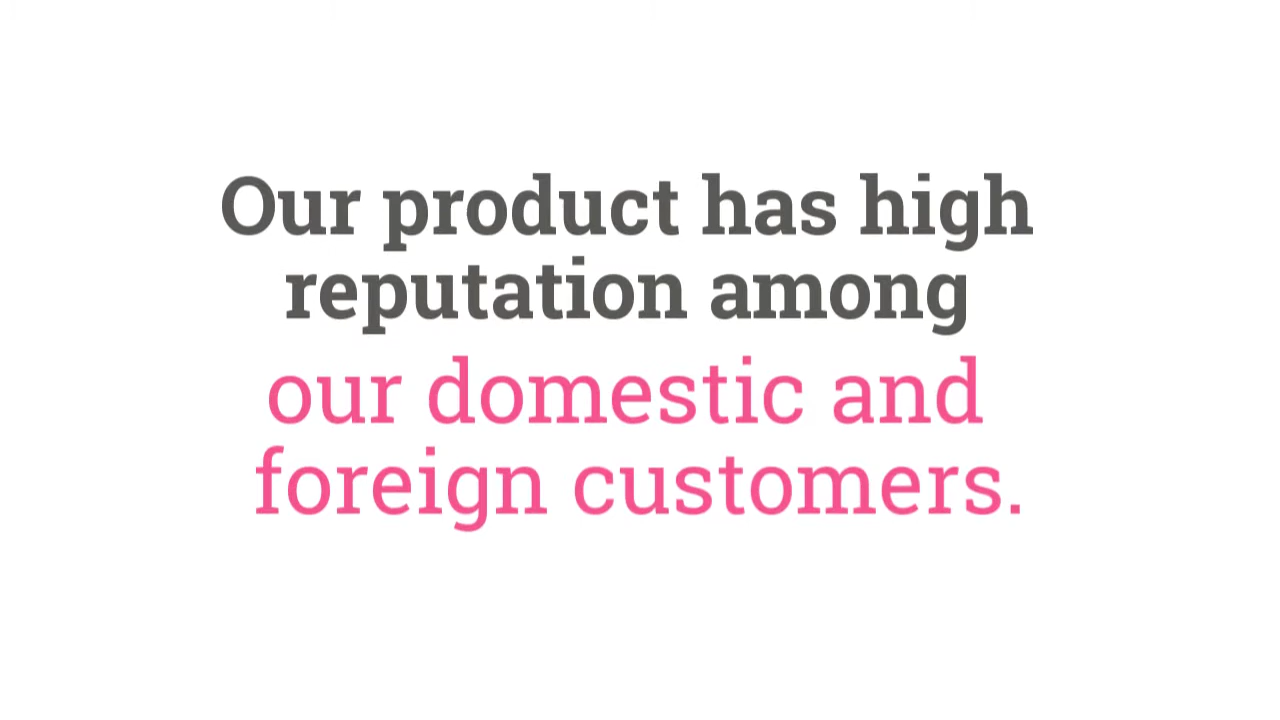 Our product has high
reputation among
our domestic and
foreign customers.